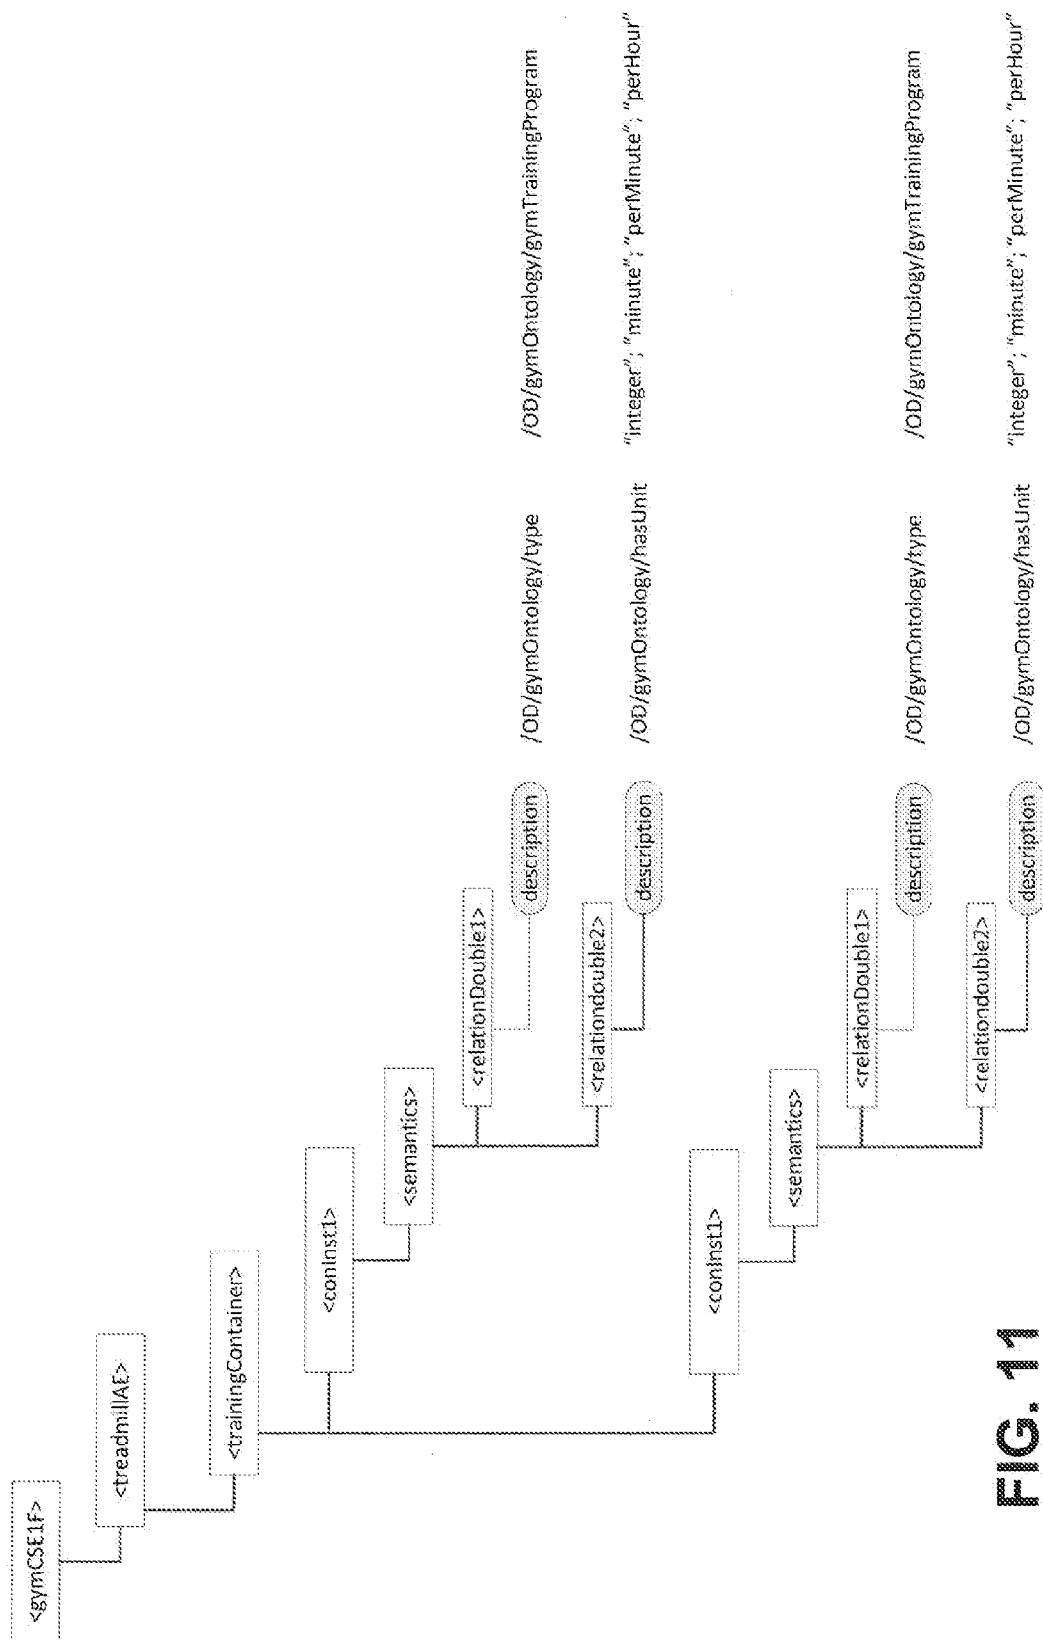 <gymCSE1F>
<treadmillAE>
<trainingContainer>
<conInst1>
<semantics>
<relationDouble1>
description /OD/gymOntology/type /OD/gymOntology/gymTrainingProgram
<relationdouble2>
description /OD/gymOntology/hasUnit "integer"; "minute"; "perMinute"; "perHour"
<conInst1>
<semantics>
<relationDouble1>
description /OD/gymOntology/type /OD/gymOntology/gymTrainingProgram
<relationdouble2>
description /OD/gymOntology/hasUnit "integer"; "minute"; "perMinute"; "perHour"
FIG. 11